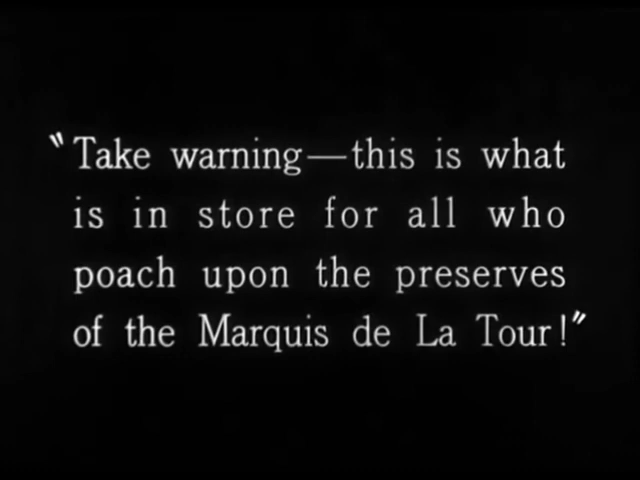 "Take warning—this is what
is in store for all who
poach upon the preserves
of the Marquis de La Tour!"